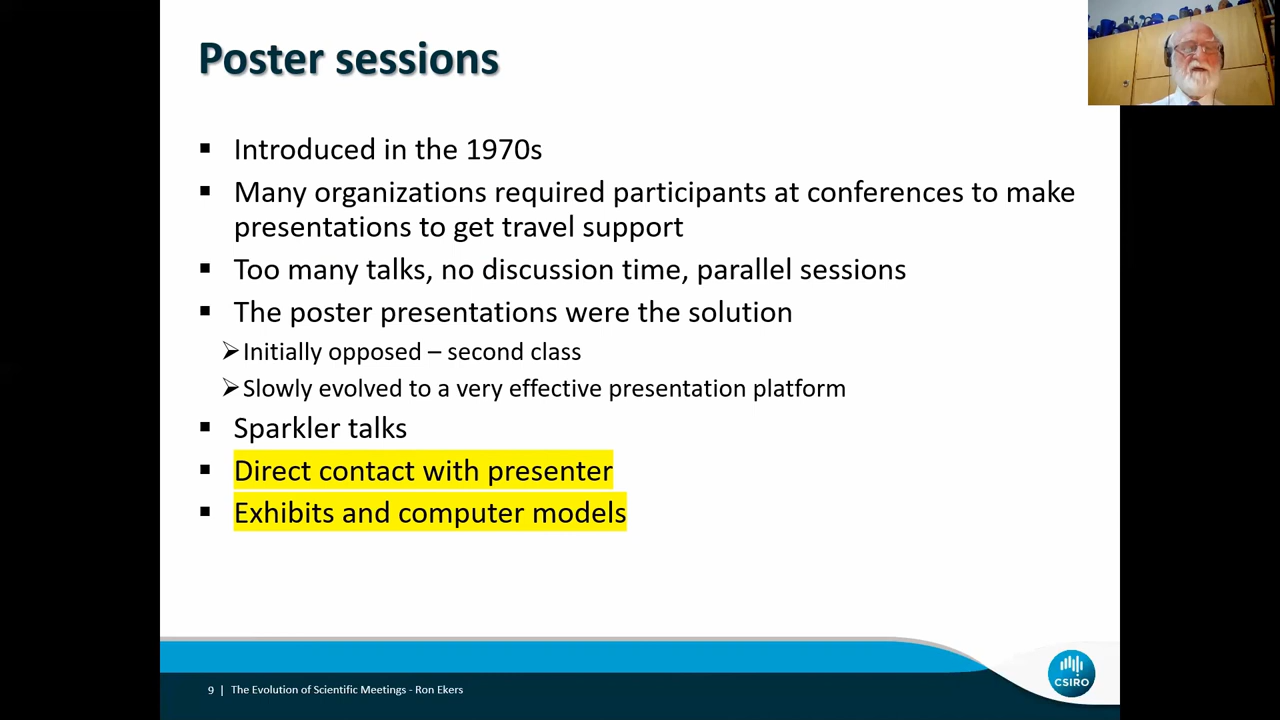 Poster sessions
▪ Introduced in the 1970s
▪ Many organizations required participants at conferences to make
presentations to get travel support
▪ Too many talks, no discussion time, parallel sessions
▪ The poster presentations were the solution
➢Initially opposed – second class
➢Slowly evolved to a very effective presentation platform
▪ Sparkler talks
▪ Direct contact with presenter
▪ Exhibits and computer models
9 | The Evolution of Scientific Meetings - Ron Ekers
CSIRO